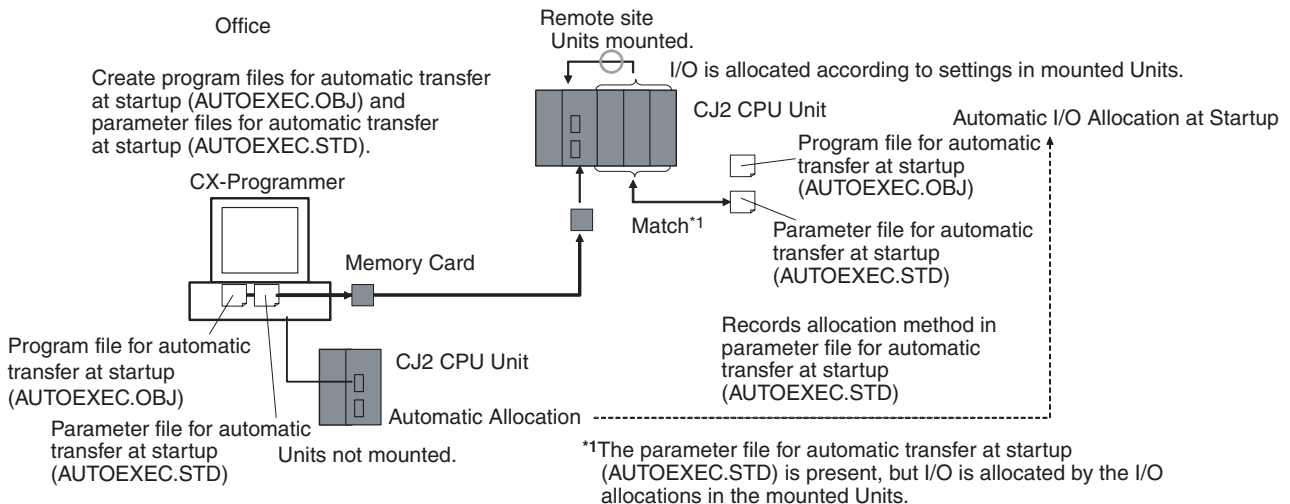 Office
Create program files for automatic transfer
at startup (AUTOEXEC.OBJ) and
parameter files for automatic transfer
at startup (AUTOEXEC.STD).
CX-Programmer
Memory Card
Program file for automatic
transfer at startup
(AUTOEXEC.OBJ)
Parameter file for automatic
transfer at startup
(AUTOEXEC.STD)
Units not mounted.
CJ2 CPU Unit
Automatic Allocation
Remote site
Units mounted.
I/O is allocated according to settings in mounted Units.
CJ2 CPU Unit
Automatic I/O Allocation at Startup
Program file for automatic
transfer at startup
(AUTOEXEC.OBJ)
Match*1
Parameter file for automatic
transfer at startup
(AUTOEXEC.STD)
Records allocation method in
parameter file for automatic
transfer at startup
(AUTOEXEC.STD)
*1The parameter file for automatic transfer at startup
(AUTOEXEC.STD) is present, but I/O is allocated by the I/O
allocations in the mounted Units.